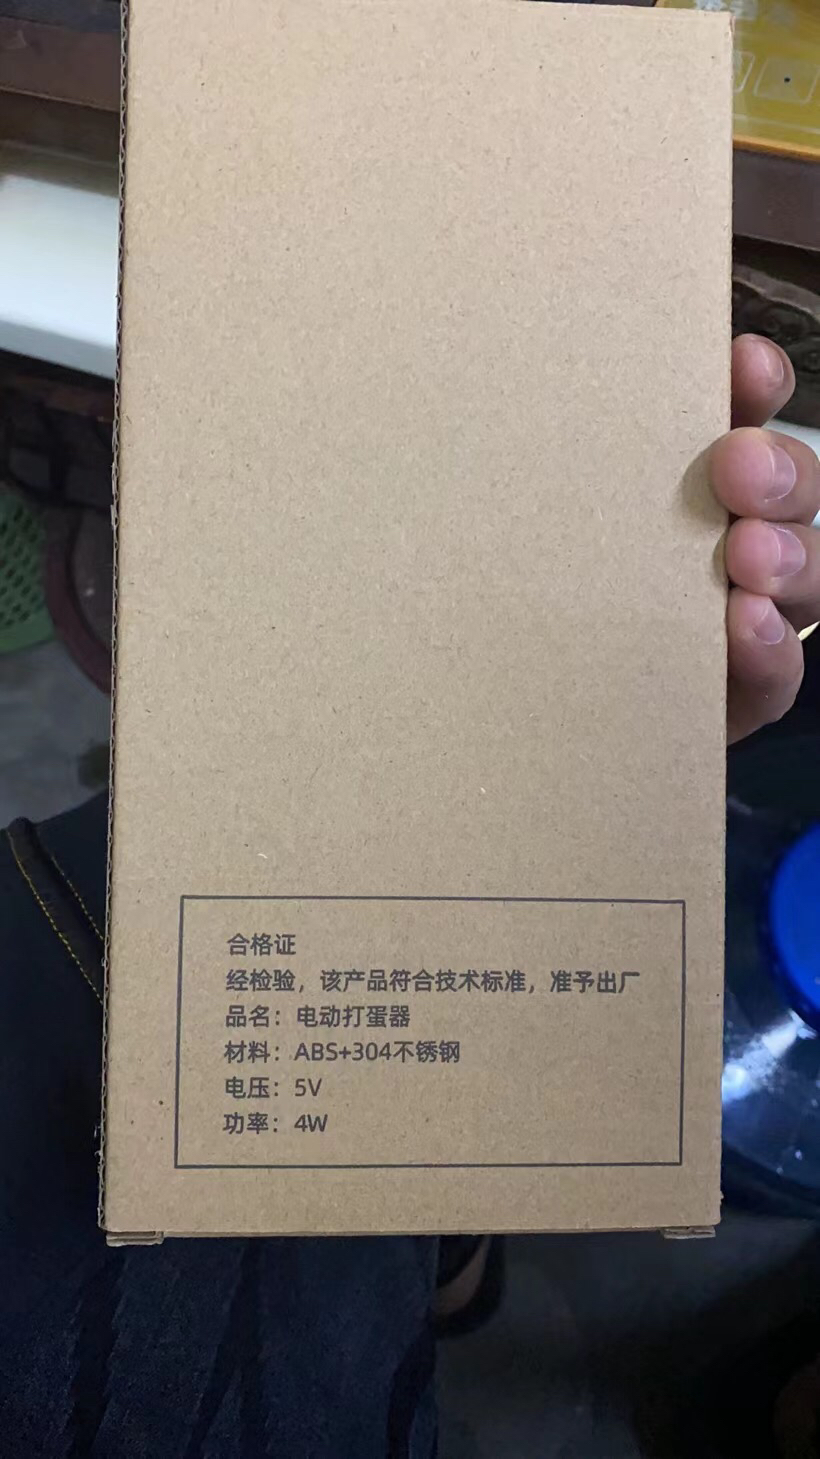 合格证
经检验，该产品符合技术标准，准予出厂
品名：电动打蛋器
材料：ABS+304不锈钢
电压：5V
功率：4W